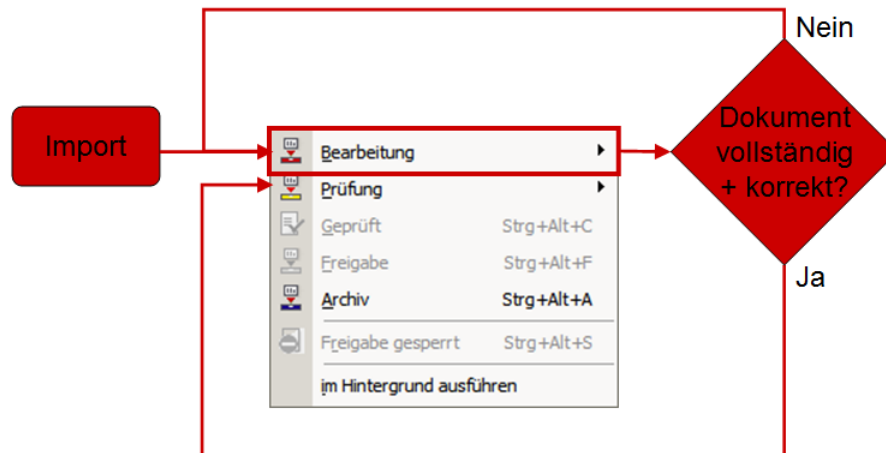 Nein
Import
Dokument
vollständig
+ korrekt?
Bearbeitung
Prüfung
Geprüft Strg+Alt+C
Freigabe Strg+Alt+F
Archiv Strg+Alt+A
Freigabe gesperrt Strg+Alt+S
im Hintergrund ausführen
Ja